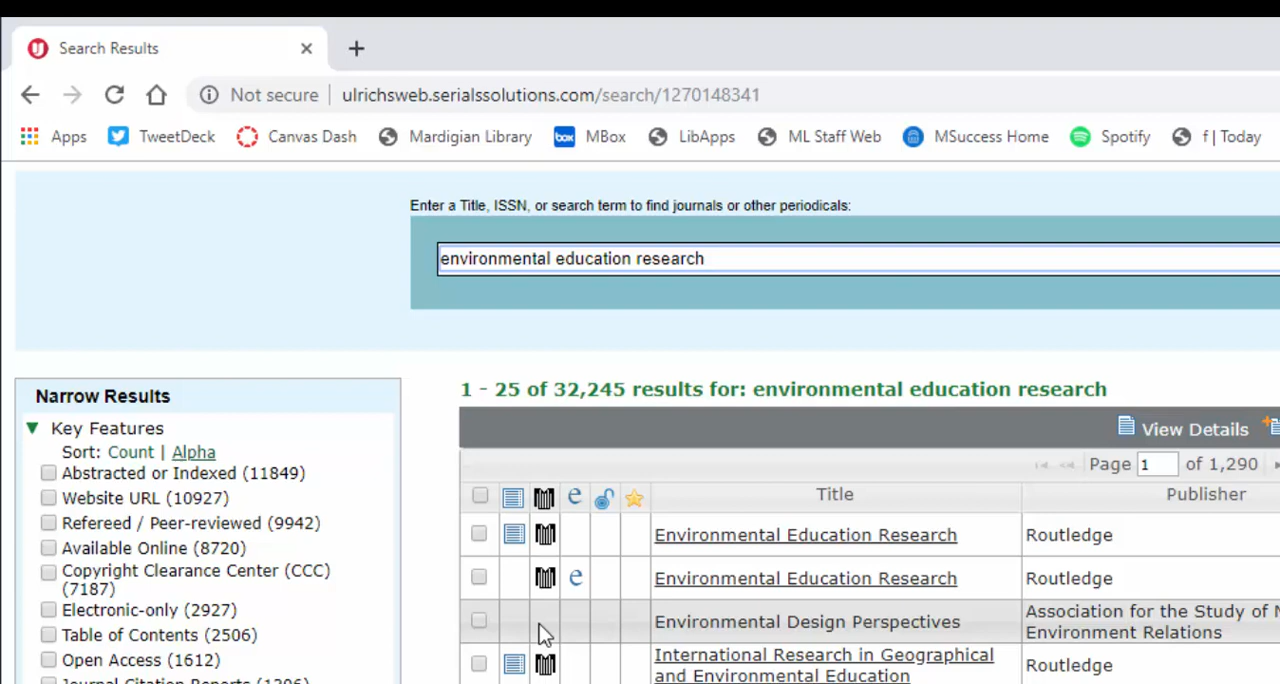 Search Results
Not secure ulrichsweb.serialssolutions.com/search/1270148341
Apps TweetDeck Canvas Dash Mardigian Library box MBox LibApps ML Staff Web MSuccess Home Spotify f | Today
Enter a Title, ISSN, or search term to find journals or other periodicals:
environmental education research
Narrow Results
Key Features
Sort: Count | Alpha
Abstracted or Indexed (11849)
Website URL (10927)
Refereed / Peer-reviewed (9942)
Available Online (8720)
Copyright Clearance Center (CCC)
(7187)
Electronic-only (2927)
Table of Contents (2506)
Open Access (1612)
1 - 25 of 32,245 results for: environmental education research
View Details
Page 1 of 1,290
Title Publisher
Environmental Education Research Routledge
Environmental Education Research Routledge
Environmental Design Perspectives
Association for the Study of
Environment Relations
International Research in Geographical
and Environmental Education
Routledge